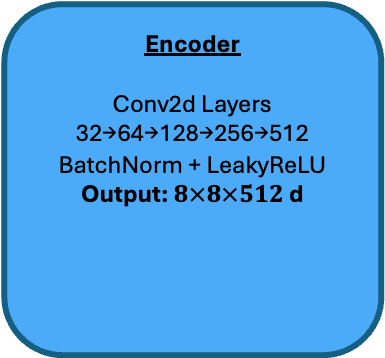 Encoder
Conv2d Layers
32→64→128→256→512
BatchNorm + LeakyReLU
Output: 8×8×512 d